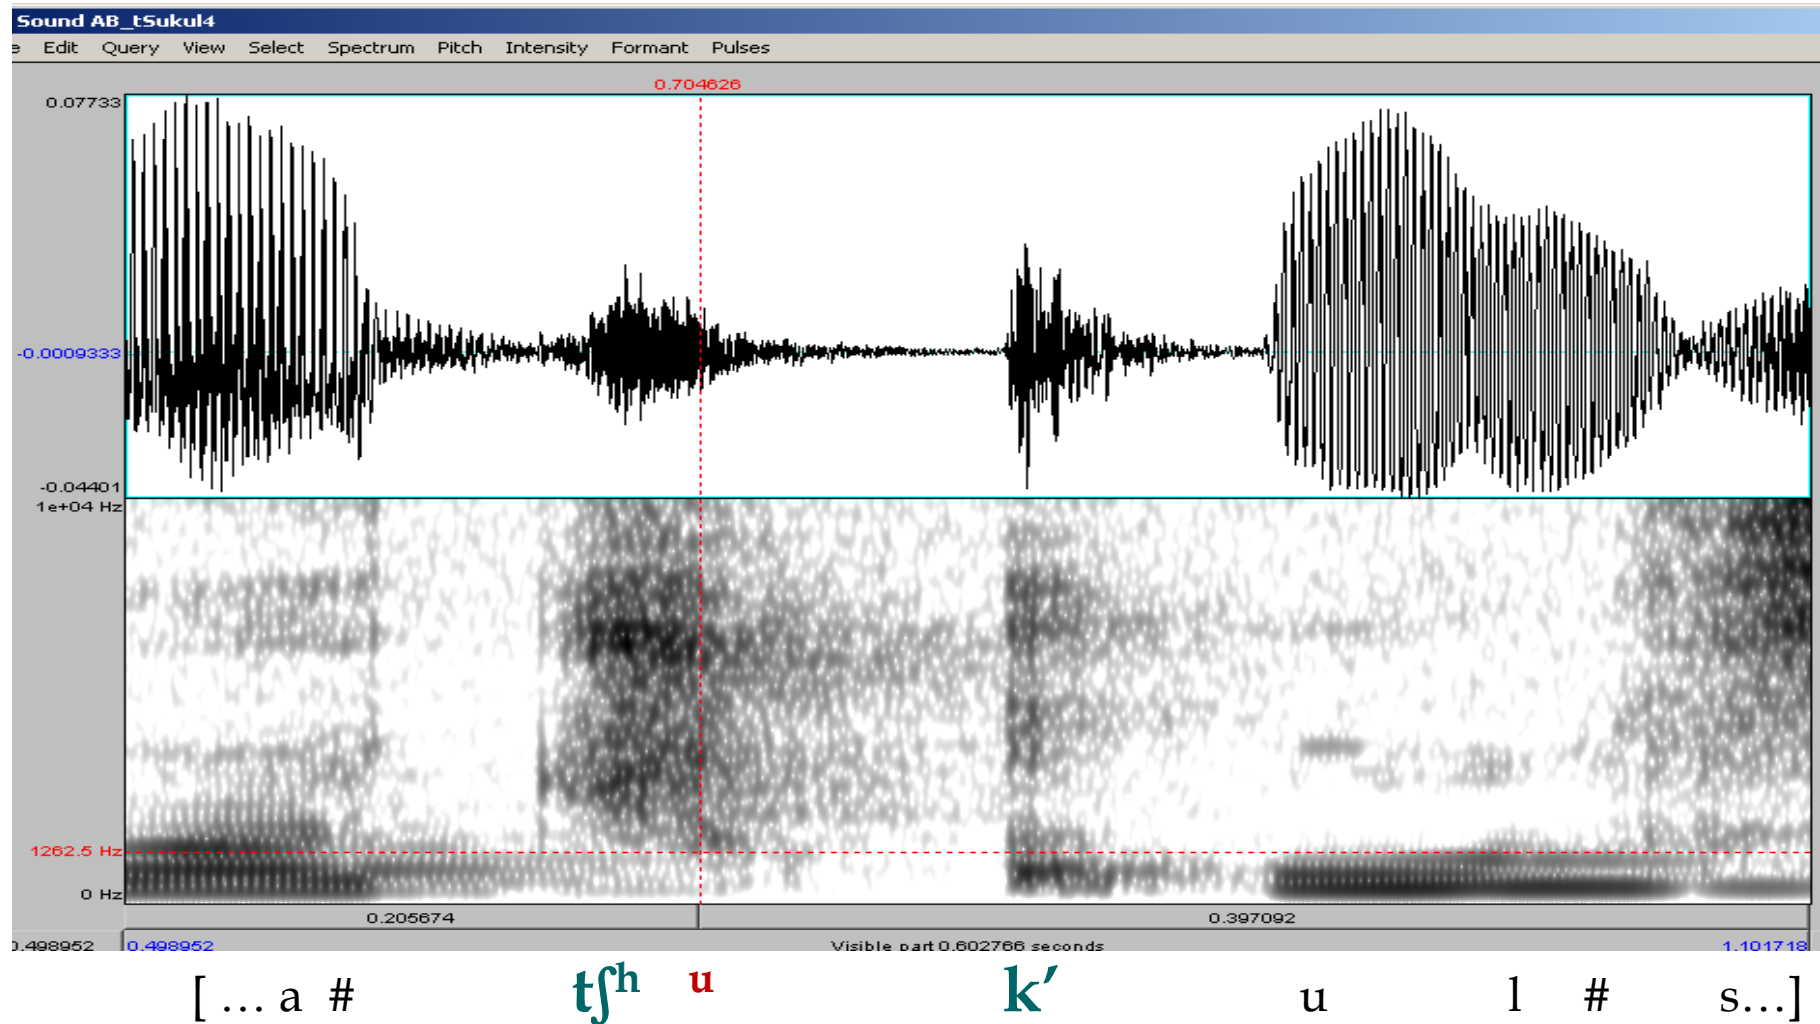 Sound AB_tSukul4
e Edit Query View Select Spectrum Pitch Intensity Formant Pulses
0.704626
0.07733
-0.0009333
-0.04401
1e+04 Hz
1262.5 Hz
0 Hz
0.205674 0.397092
0.498952 0.498952 Visible part 0.602766 seconds 1.101718
[ … a # tʃʰ u k′ u l # s…]